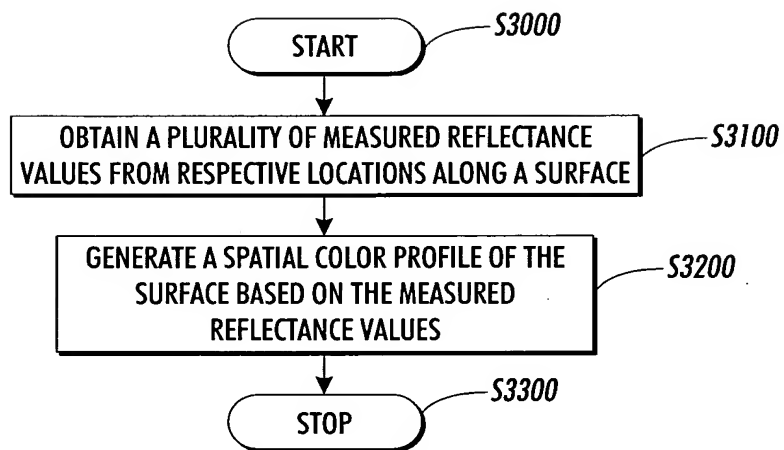 START
S3000
OBTAIN A PLURALITY OF MEASURED REFLECTANCE
VALUES FROM RESPECTIVE LOCATIONS ALONG A SURFACE
S3100
GENERATE A SPATIAL COLOR PROFILE OF THE
SURFACE BASED ON THE MEASURED
REFLECTANCE VALUES
S3200
STOP
S3300